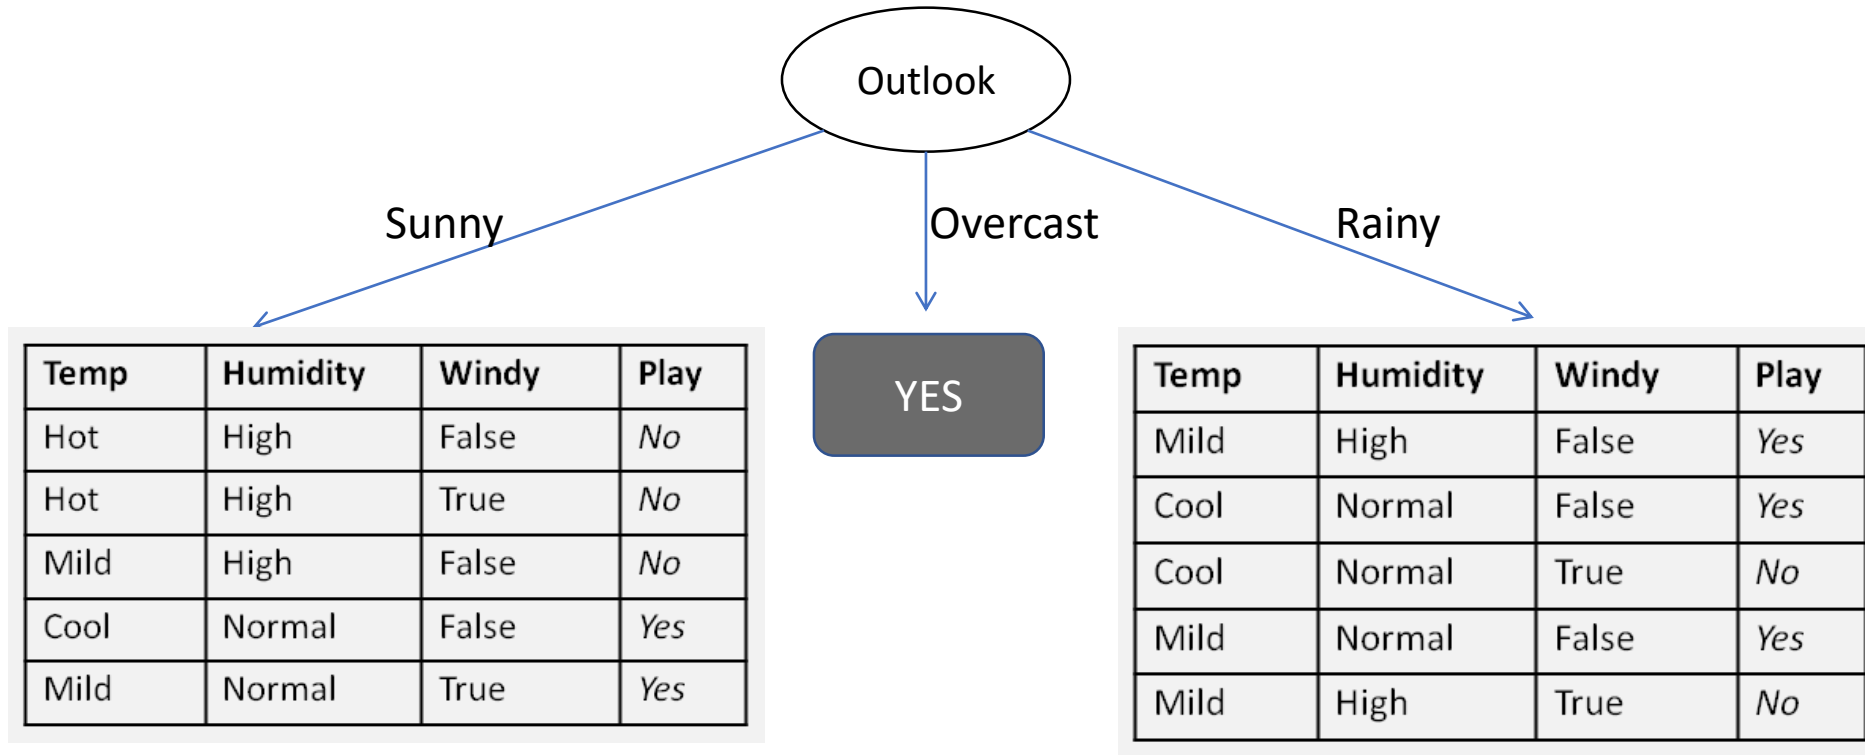 Outlook
Sunny
Overcast
Rainy
Temp Humidity Windy Play
Hot High False No
Hot High True No
Mild High False No
Cool Normal False Yes
Mild Normal True Yes
YES
Temp Humidity Windy Play
Mild High False Yes
Cool Normal False Yes
Cool Normal True No
Mild Normal False Yes
Mild High True No